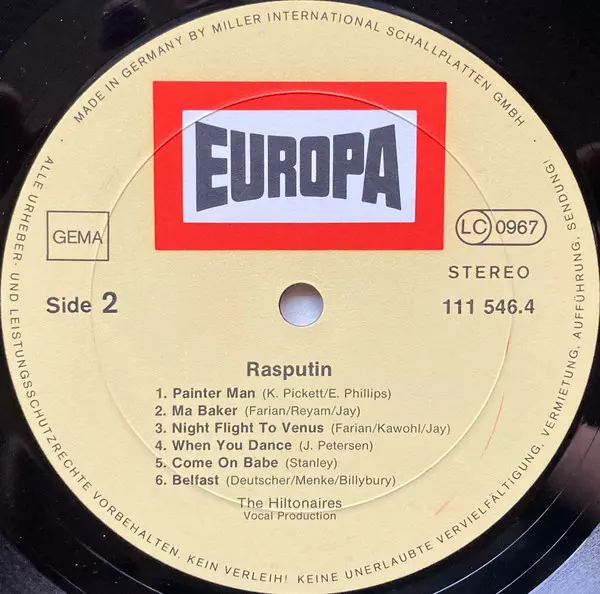 MADE IN GERMANY BY MILLER INTERNATIONAL SCHALLPLATTEN GMBH
EUROPA
GEMA
LC 0967
STEREO
Side 2
111 546.4
Rasputin
1. Painter Man (K. Pickett/E. Phillips)
2. Ma Baker (Farian/Reyam/Jay)
3. Night Flight To Venus (Farian/Kawohl/Jay)
4. When You Dance (J. Petersen)
5. Come On Babe (Stanley)
6. Belfast (Deutscher/Menke/Billybury)
The Hiltonaires
Vocal Production
ALLE URHEBER- UND LEISTUNGSSCHUTZRECHTE VORBEHALTEN. KEIN VERLEIH! KEINE UNERLAUBTE VERVIELFÄLTIGUNG, VERMIETUNG, AUFFÜHRUNG, SENDUNG!